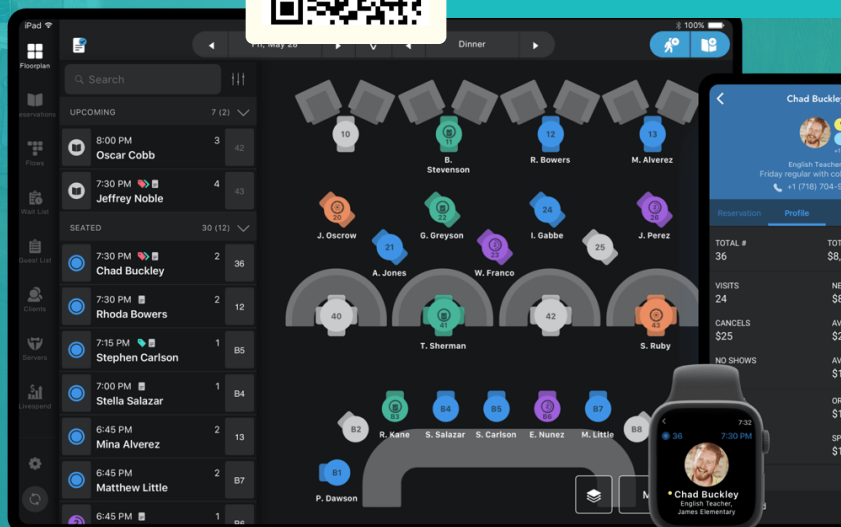 iPad
100%
Fri, May 28
Dinner
Floorplan
Search
UPCOMING 7 (2)
8:00 PM 3 42
Oscar Cobb
7:30 PM 4 43
Jeffrey Noble
SEATED 30 (12)
7:30 PM 2 36
Chad Buckley
7:30 PM 2 12
Rhoda Bowers
7:15 PM 1 B5
Stephen Carlson
7:00 PM 1 B4
Stella Salazar
6:45 PM 2 13
Mina Alverez
6:45 PM 2 B7
Matthew Little
6:45 PM 1
Flows
Wait List
Guest List
Clients
Servers
Livespend
10 11 12 13
B. Stevenson
R. Bowers
M. Alverez
20 22 24 26
J. Oscrow
G. Greyson
I. Gabbe
J. Perez
21 23 25
A. Jones
W. Franco
40 41 42 43
T. Sherman
S. Ruby
B2 B3 B4 B5 B6 B7 B8
R. Kane
S. Salazar
S. Carlson
E. Nunez
M. Little
B1
P. Dawson
Chad Buckley
English Teacher
Friday regular with
+1 (718) 704-
Reservation
Profile
TOTAL #
36
$8,
VISITS
24
CANCELS
$25
NO SHOWS
7:32
36 7:30 PM
Chad Buckley
English Teacher,
James Elementary